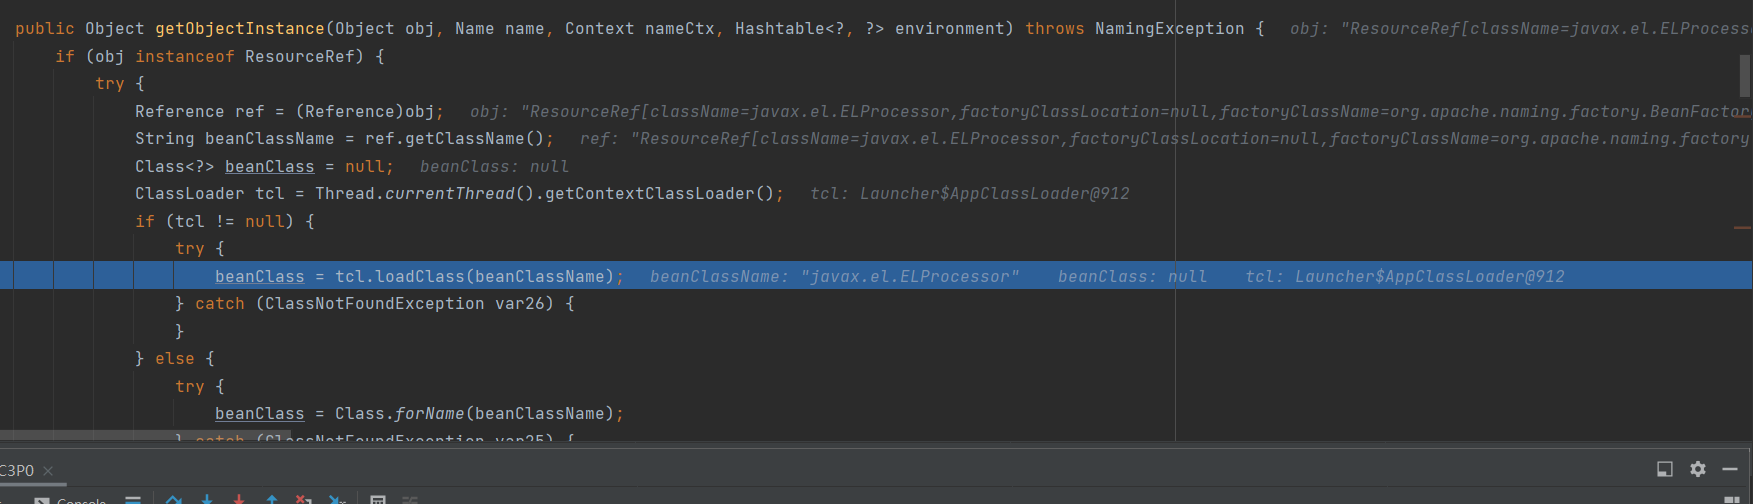 public Object getObjectInstance(Object obj, Name name, Context nameCtx, Hashtable<?, ?> environment) throws NamingException {  obj: "ResourceRef[className=javax.el.ELProcess
if (obj instanceof ResourceRef) {
try {
Reference ref = (Reference)obj;  obj: "ResourceRef[className=javax.el.ELProcessor,factoryClassLocation=null,factoryClassName=org.apache.naming.factory.BeanFactor
String beanClassName = ref.getClassName();  ref: "ResourceRef[className=javax.el.ELProcessor,factoryClassLocation=null,factoryClassName=org.apache.naming.factory
Class<?> beanClass = null;  beanClass: null
ClassLoader tcl = Thread.currentThread().getContextClassLoader();  tcl: Launcher$AppClassLoader@912
if (tcl != null) {
try {
beanClass = tcl.loadClass(beanClassName);  beanClassName: "javax.el.ELProcessor"  beanClass: null  tcl: Launcher$AppClassLoader@912
} catch (ClassNotFoundException var26) {
}
} else {
try {
beanClass = Class.forName(beanClassName);
} catch (ClassNotFoundException var25) {
C3P0
Console